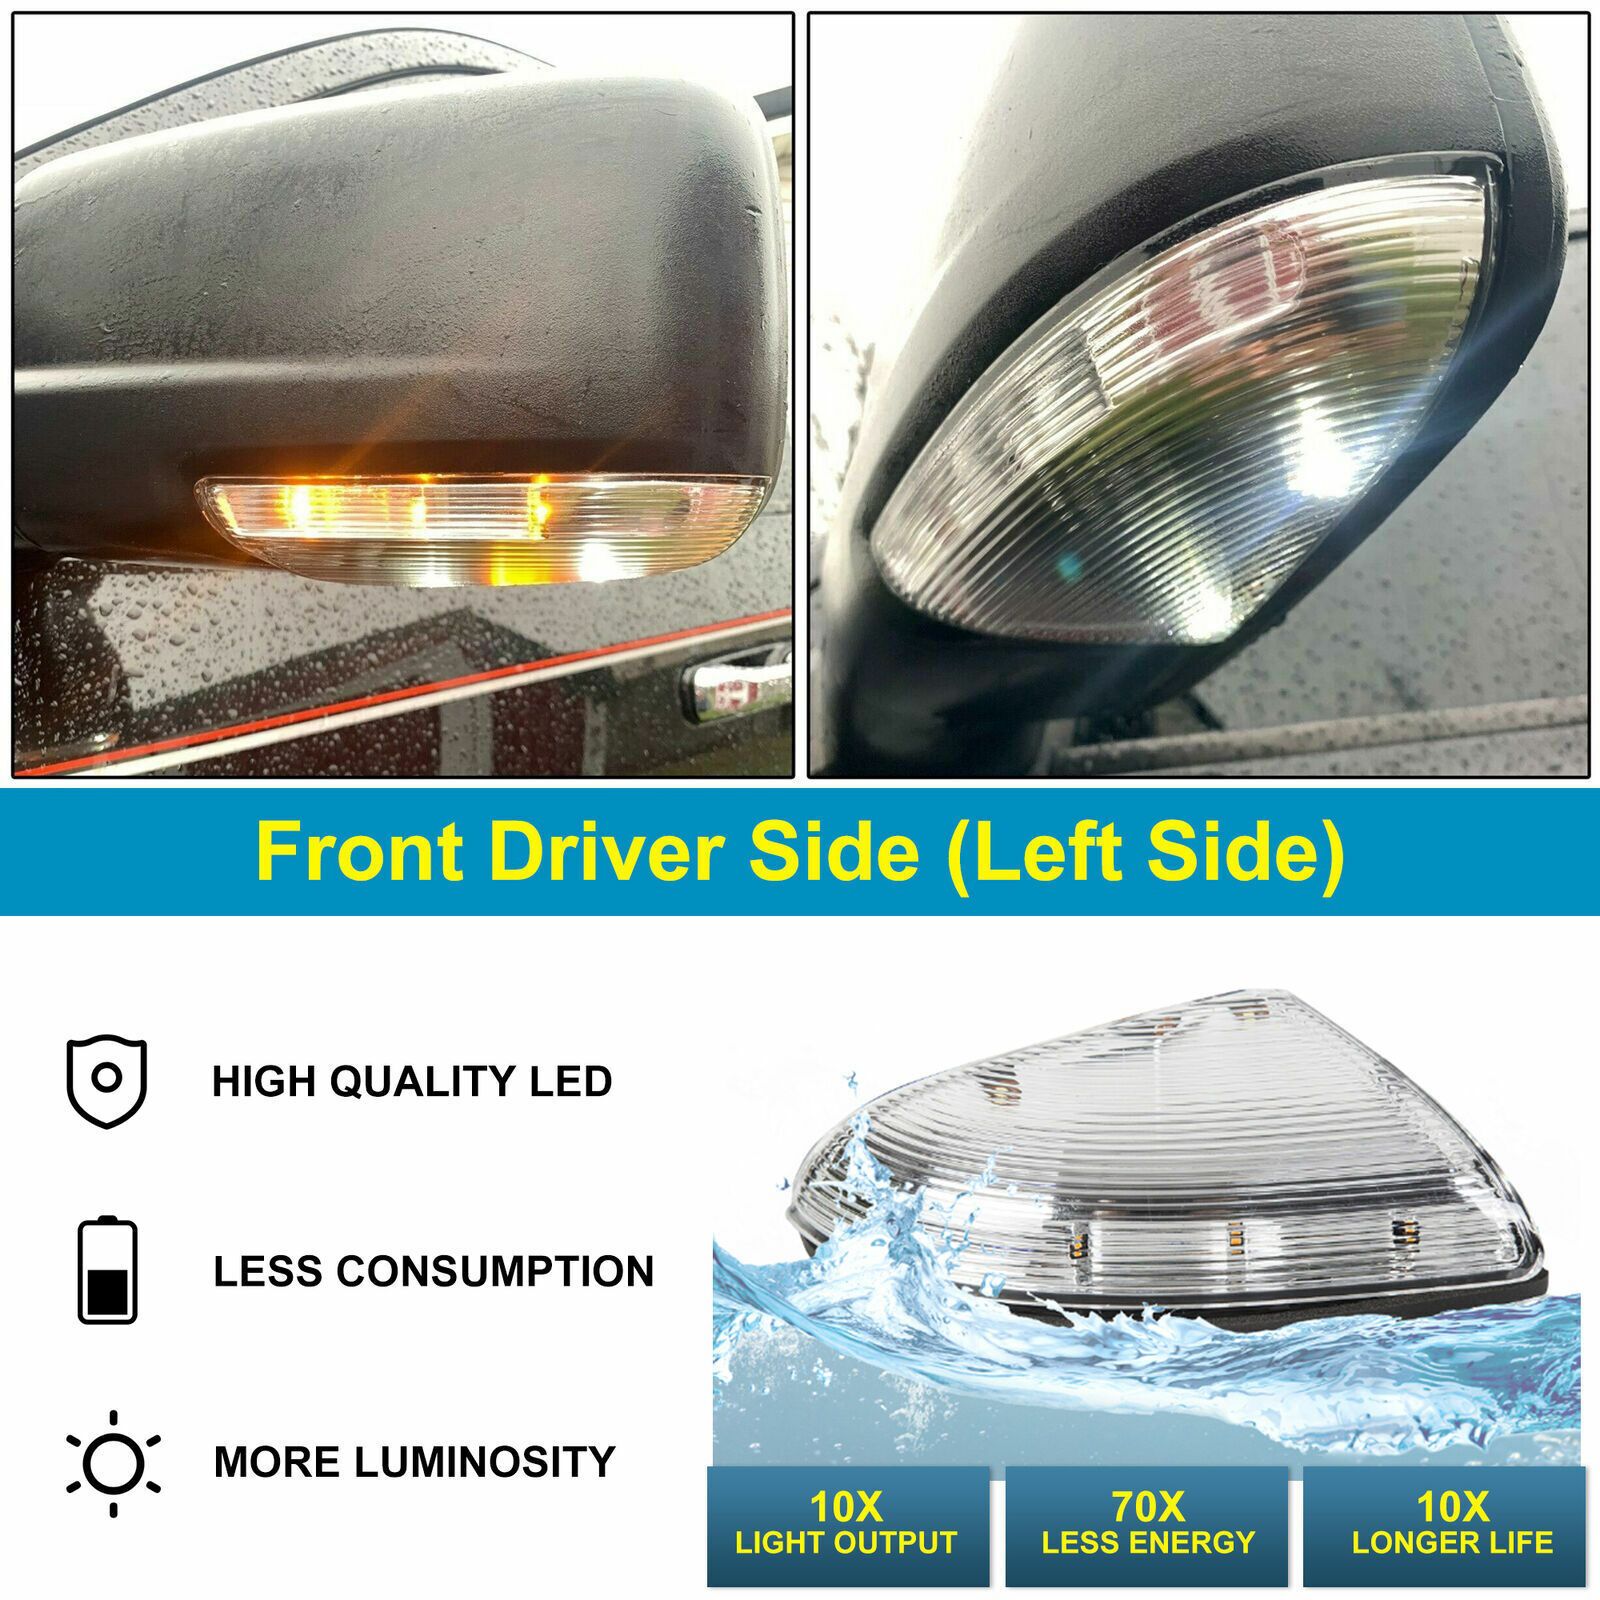 Front Driver Side (Left Side)
HIGH QUALITY LED
LESS CONSUMPTION
MORE LUMINOSITY
10X
LIGHT OUTPUT
70X
LESS ENERGY
10X
LONGER LIFE